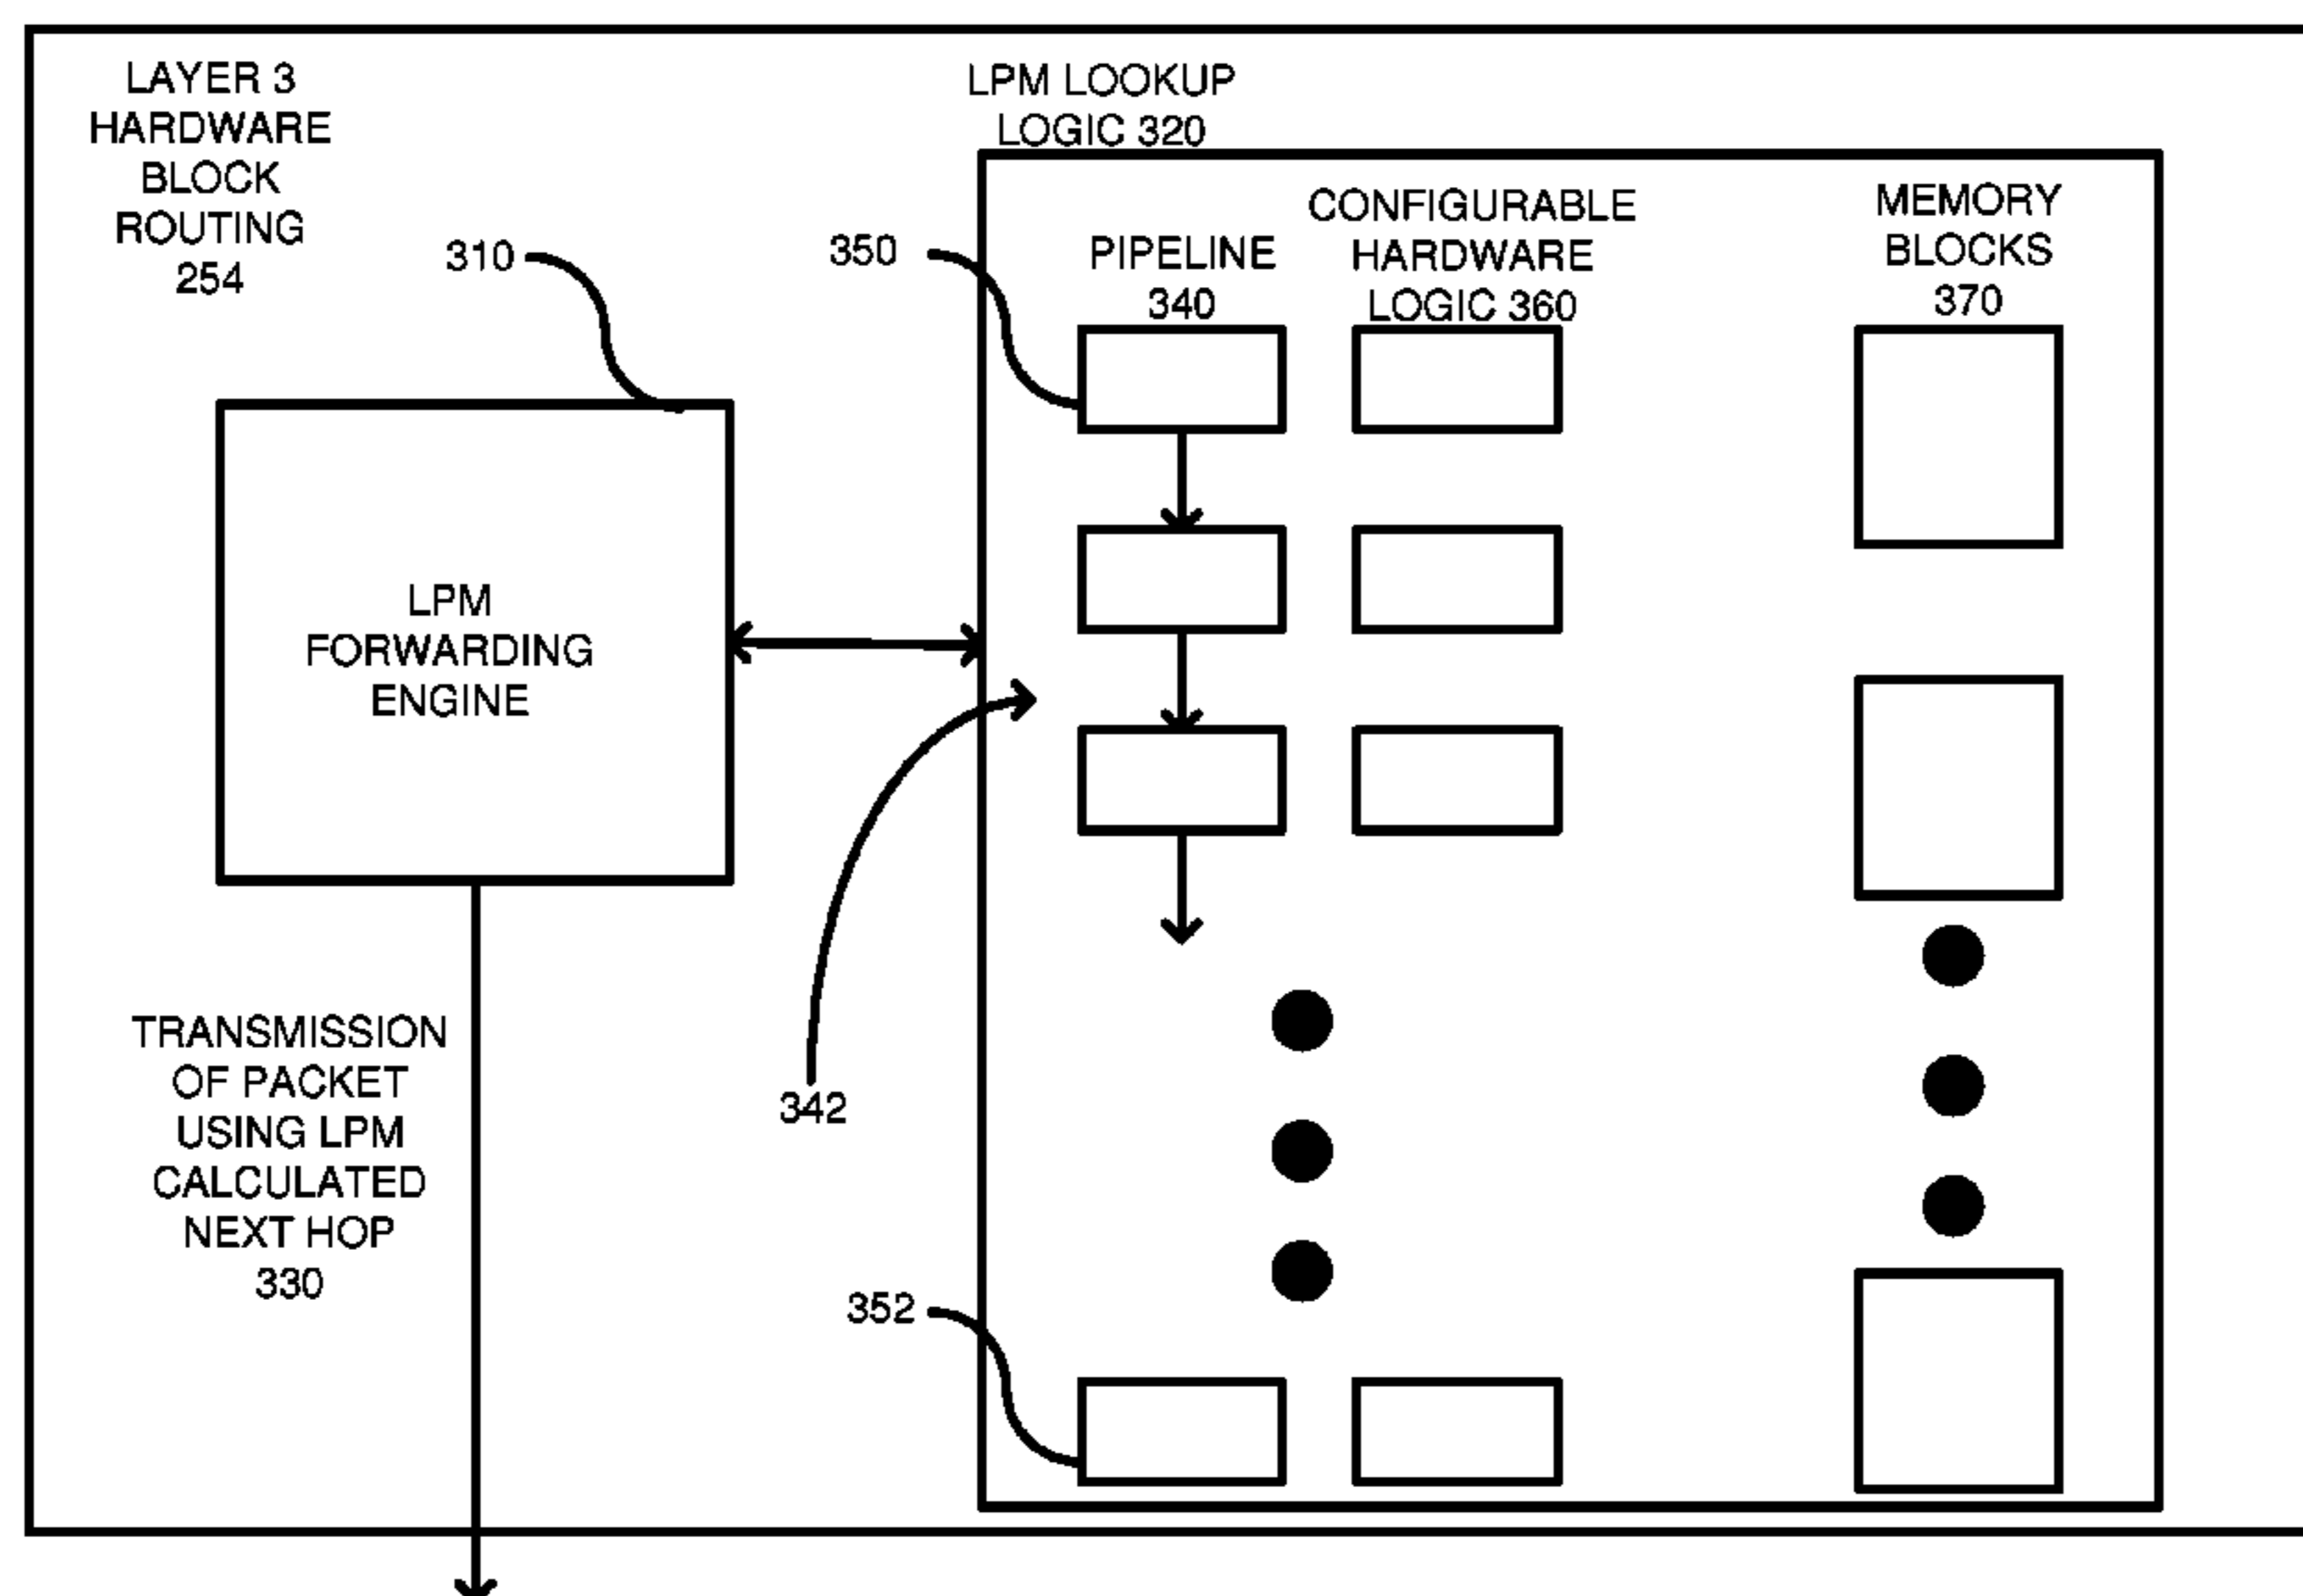 LAYER 3
HARDWARE
BLOCK
ROUTING
254
310
LPM
FORWARDING
ENGINE
TRANSMISSION
OF PACKET
USING LPM
CALCULATED
NEXT HOP
330
LPM LOOKUP
LOGIC 320
350
PIPELINE
340
CONFIGURABLE
HARDWARE
LOGIC 360
MEMORY
BLOCKS
370
342
352